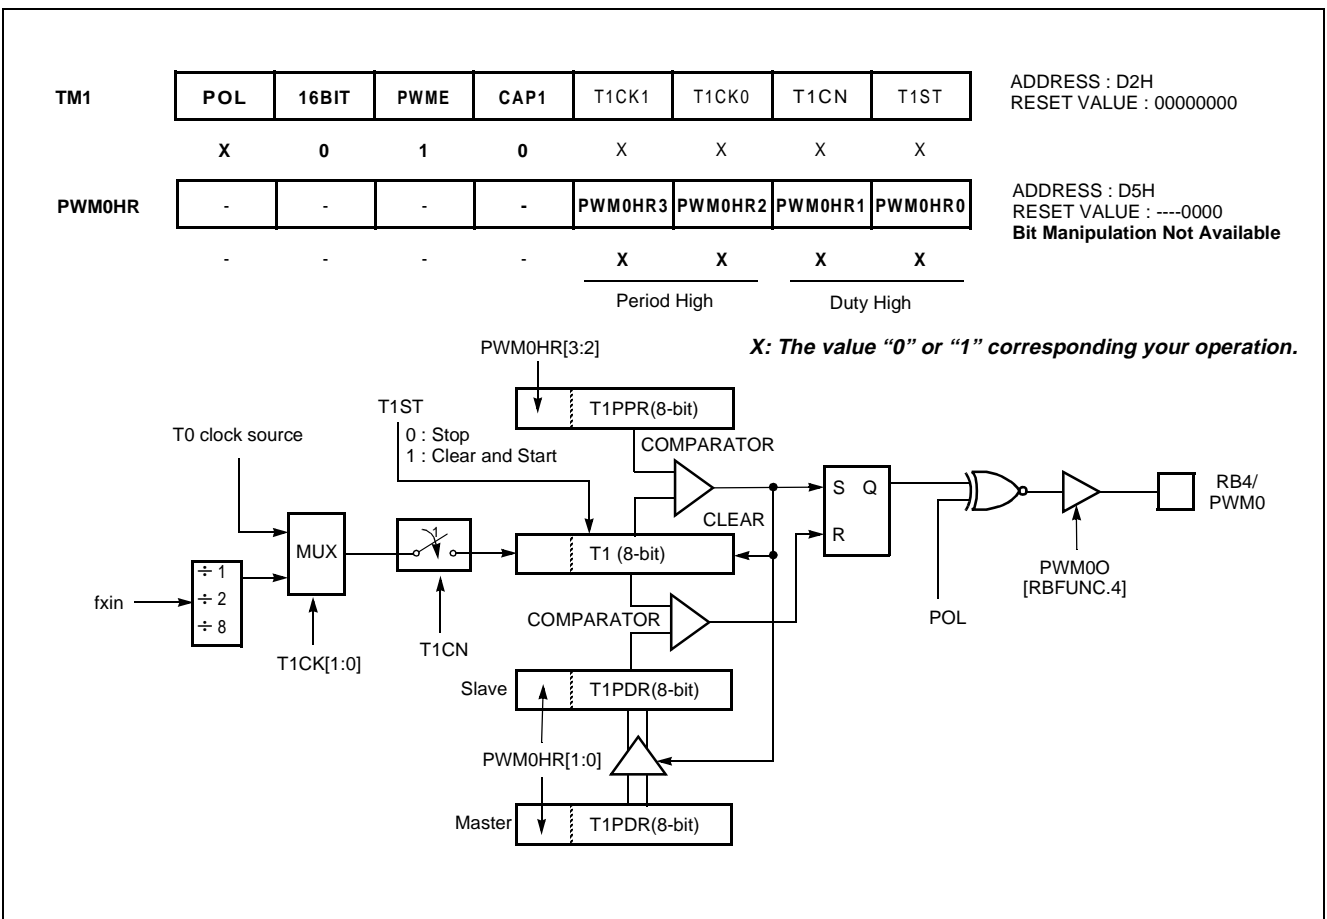 TM1 POL 16BIT PWME CAP1 T1CK1 T1CK0 T1CN T1ST ADDRESS : D2H
RESET VALUE : 00000000
X 0 1 0 X X X X
PWM0HR - - - - PWM0HR3 PWM0HR2 PWM0HR1 PWM0HR0 ADDRESS : D5H
RESET VALUE : ----0000
Bit Manipulation Not Available
- - - - X X X X
Period High Duty High
X: The value “0” or “1” corresponding your operation.
PWM0HR[3:2]
T1PPR(8-bit)
T1ST
0 : Stop
1 : Clear and Start
T0 clock source
COMPARATOR
S Q
R
RB4/
PWM0
CLEAR
MUX
1
T1 (8-bit)
fxin
÷ 1
÷ 2
÷ 8
T1CK[1:0]
T1CN
COMPARATOR
PWM0O
[RBFUNC.4]
POL
Slave
T1PDR(8-bit)
PWM0HR[1:0]
Master
T1PDR(8-bit)